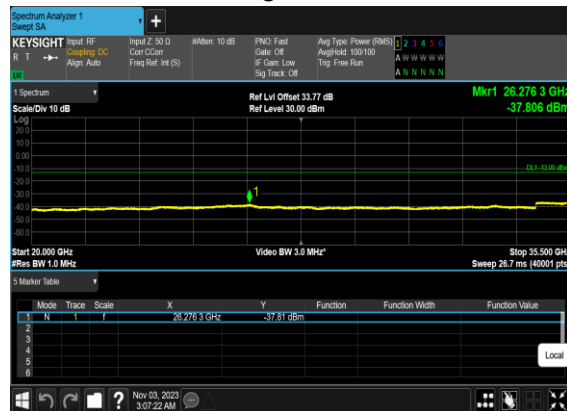 Spectrum Analyzer 1
Swept SA
+
KEYSIGHT Input: RF Input Z: 50 Ω #Atten: 10 dB PNO: Fast Avg Type: Power (RMS) 1 2 3 4 5 6
R T Coupling: DC Corr CCorr Gate: Off Avg|Hold: 100/100 A W W W W W
Align: Auto Freq Ref: Int (S) IF Gain: Low Trig: Free Run
Sig Track: Off A N N N N N
1 Spectrum Ref Lvl Offset 33.77 dB Mkr1 26.276 3 GHz
Scale/Div 10 dB Ref Level 30.00 dBm -37.806 dBm
Log
20.0
10.0
0.00
-10.0 DL1 -13.00 dBm
-20.0
-30.0 1
-40.0
-50.0
-60.0
Start 20.000 GHz Video BW 3.0 MHz* Stop 35.500 GHz
#Res BW 1.0 MHz Sweep 26.7 ms (40001 pts
5 Marker Table
Mode Trace Scale X Y Function Function Width Function Value
1 N 1 f 26.276 3 GHz -37.81 dBm
2
3
4
5
6
Local
? Nov 03, 2023
3:07:22 AM